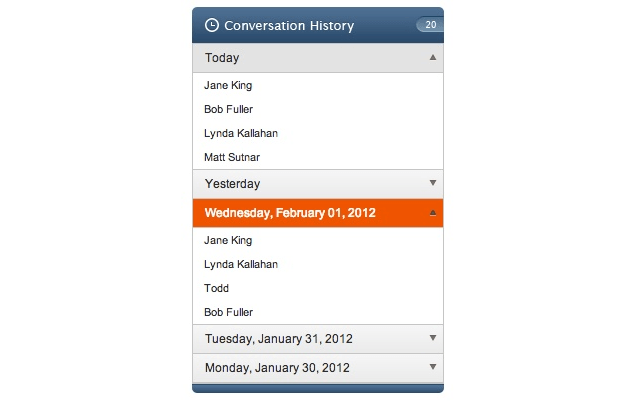 Conversation History
20
Today
Jane King
Bob Fuller
Lynda Kallahan
Matt Sutnar
Yesterday
Wednesday, February 01, 2012
Jane King
Lynda Kallahan
Todd
Bob Fuller
Tuesday, January 31, 2012
Monday, January 30, 2012